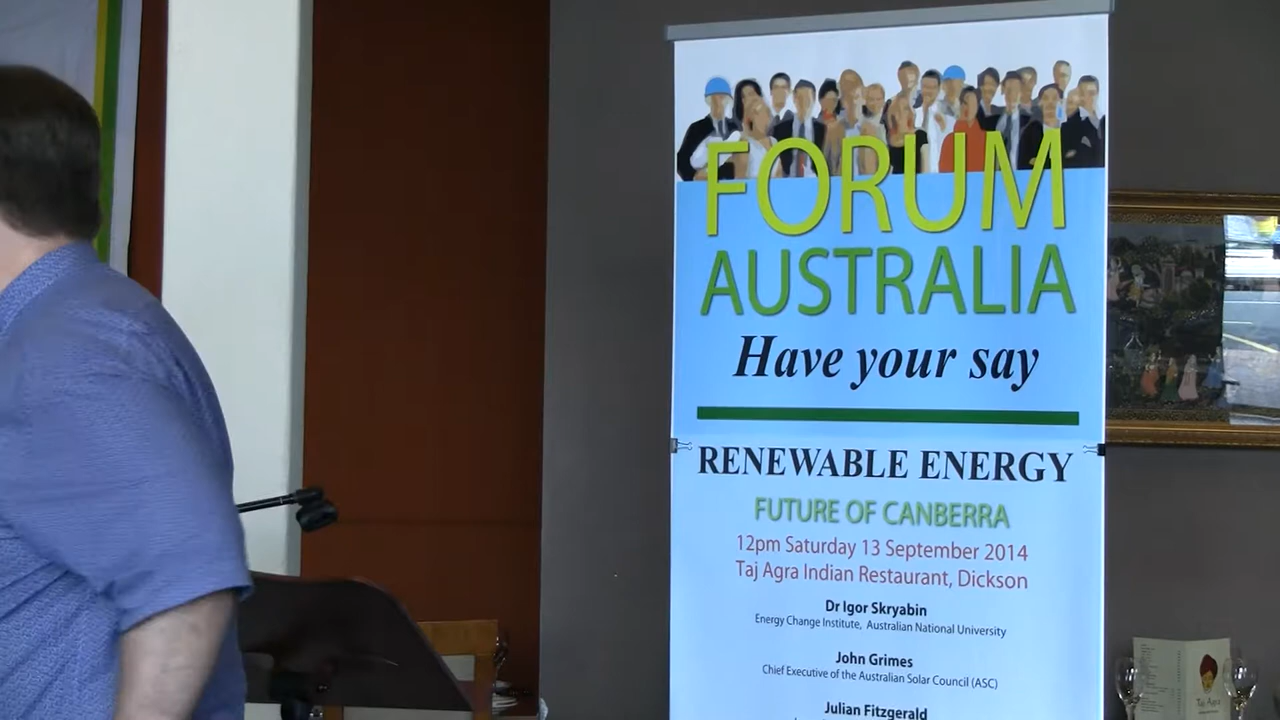 FORUM
AUSTRALIA
Have your say
RENEWABLE ENERGY
FUTURE OF CANBERRA
12pm Saturday 13 September 2014
Taj Agra Indian Restaurant, Dickson
Dr Igor Skryabin
Energy Change Institute, Australian National University
John Grimes
Chief Executive of the Australian Solar Council (ASC)
Julian Fitzgerald
Taj Agra